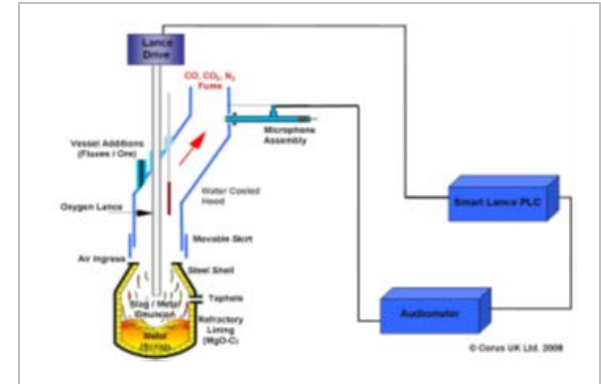 Lance
Drive
CO, CO₂, N₂
Fume
Microphone
Assembly
Vessel Additions
(Fluxes / Ore)
Water Cooled
Hood
Oxygen Lance
Smart Lance PLC
Movable Skirt
Air Ingress
Steel Shell
Slag / Metal
Emulsion
Taphole
Refractory
Lining
(MgO-C)
Metal
Audiometer
© Corus UK Ltd. 2008